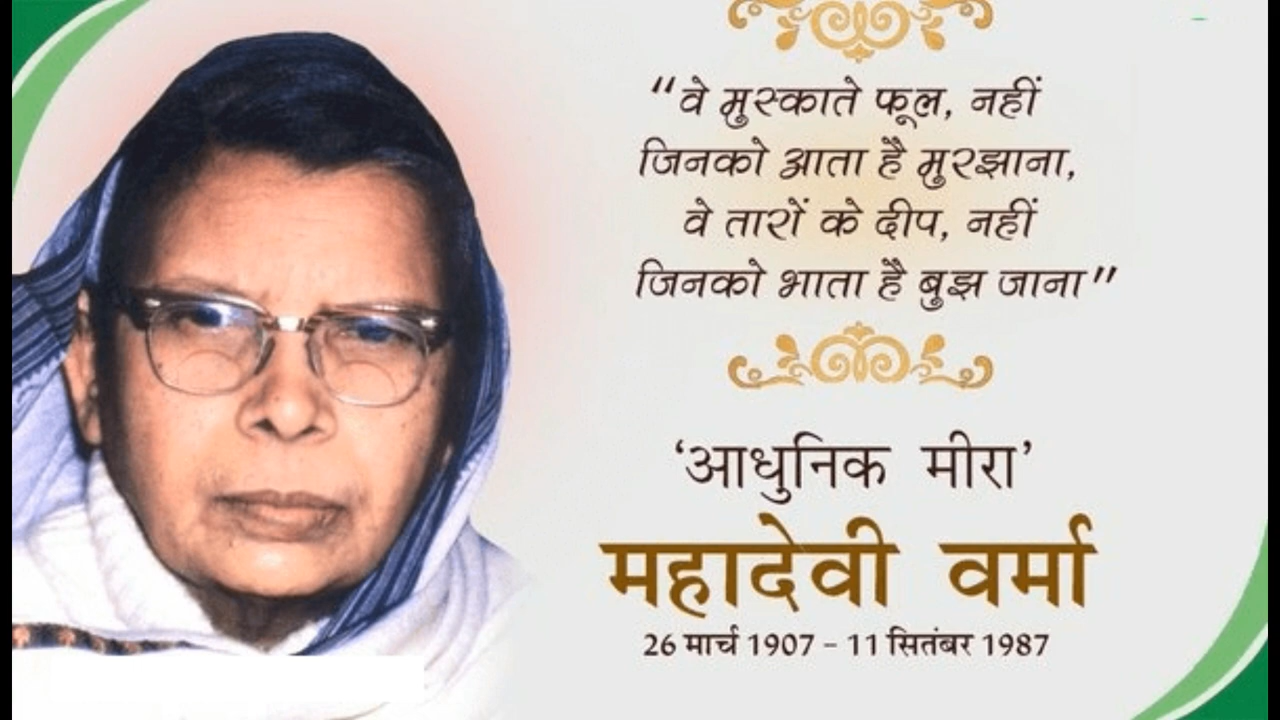 “वे मुस्काते फूल, नहीं
जिनको आता है मुरझाना,
वे तारों के दीप, नहीं
जिनको भाता है बुझ जाना”
‘आधुनिक मीरा’
महादेवी वर्मा
26 मार्च 1907 – 11 सितंबर 1987